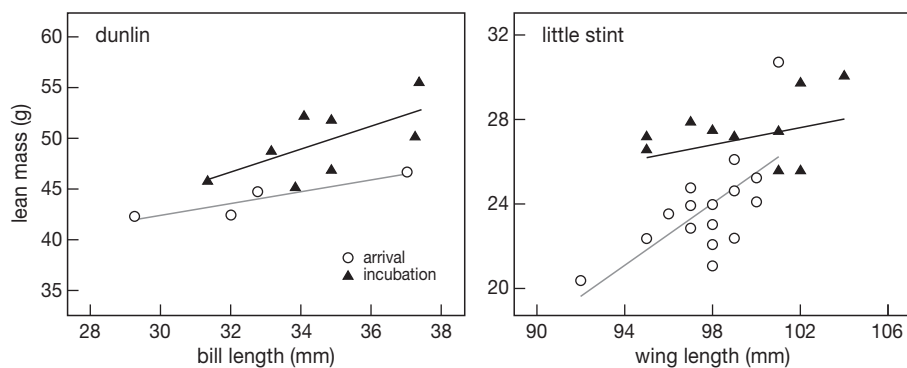 dunlin
60
55
50
45
40
35
lean mass (g)
arrival
incubation
28 30 32 34 36 38
bill length (mm)
little stint
32
28
24
20
90 94 98 102 106
wing length (mm)